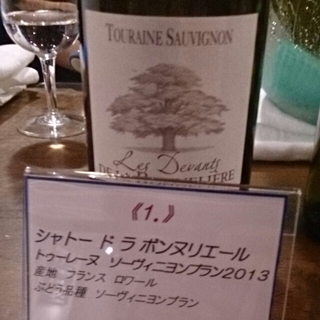 TOURAINE SAUVIGNON
Les Devants
《1.》
シャトー ド ラ ボンヌリエール
トゥーレーヌ ソーヴィニヨンブラン2013
産地 フランス ロワール
ぶどう品種 ソーヴィニヨンブラン